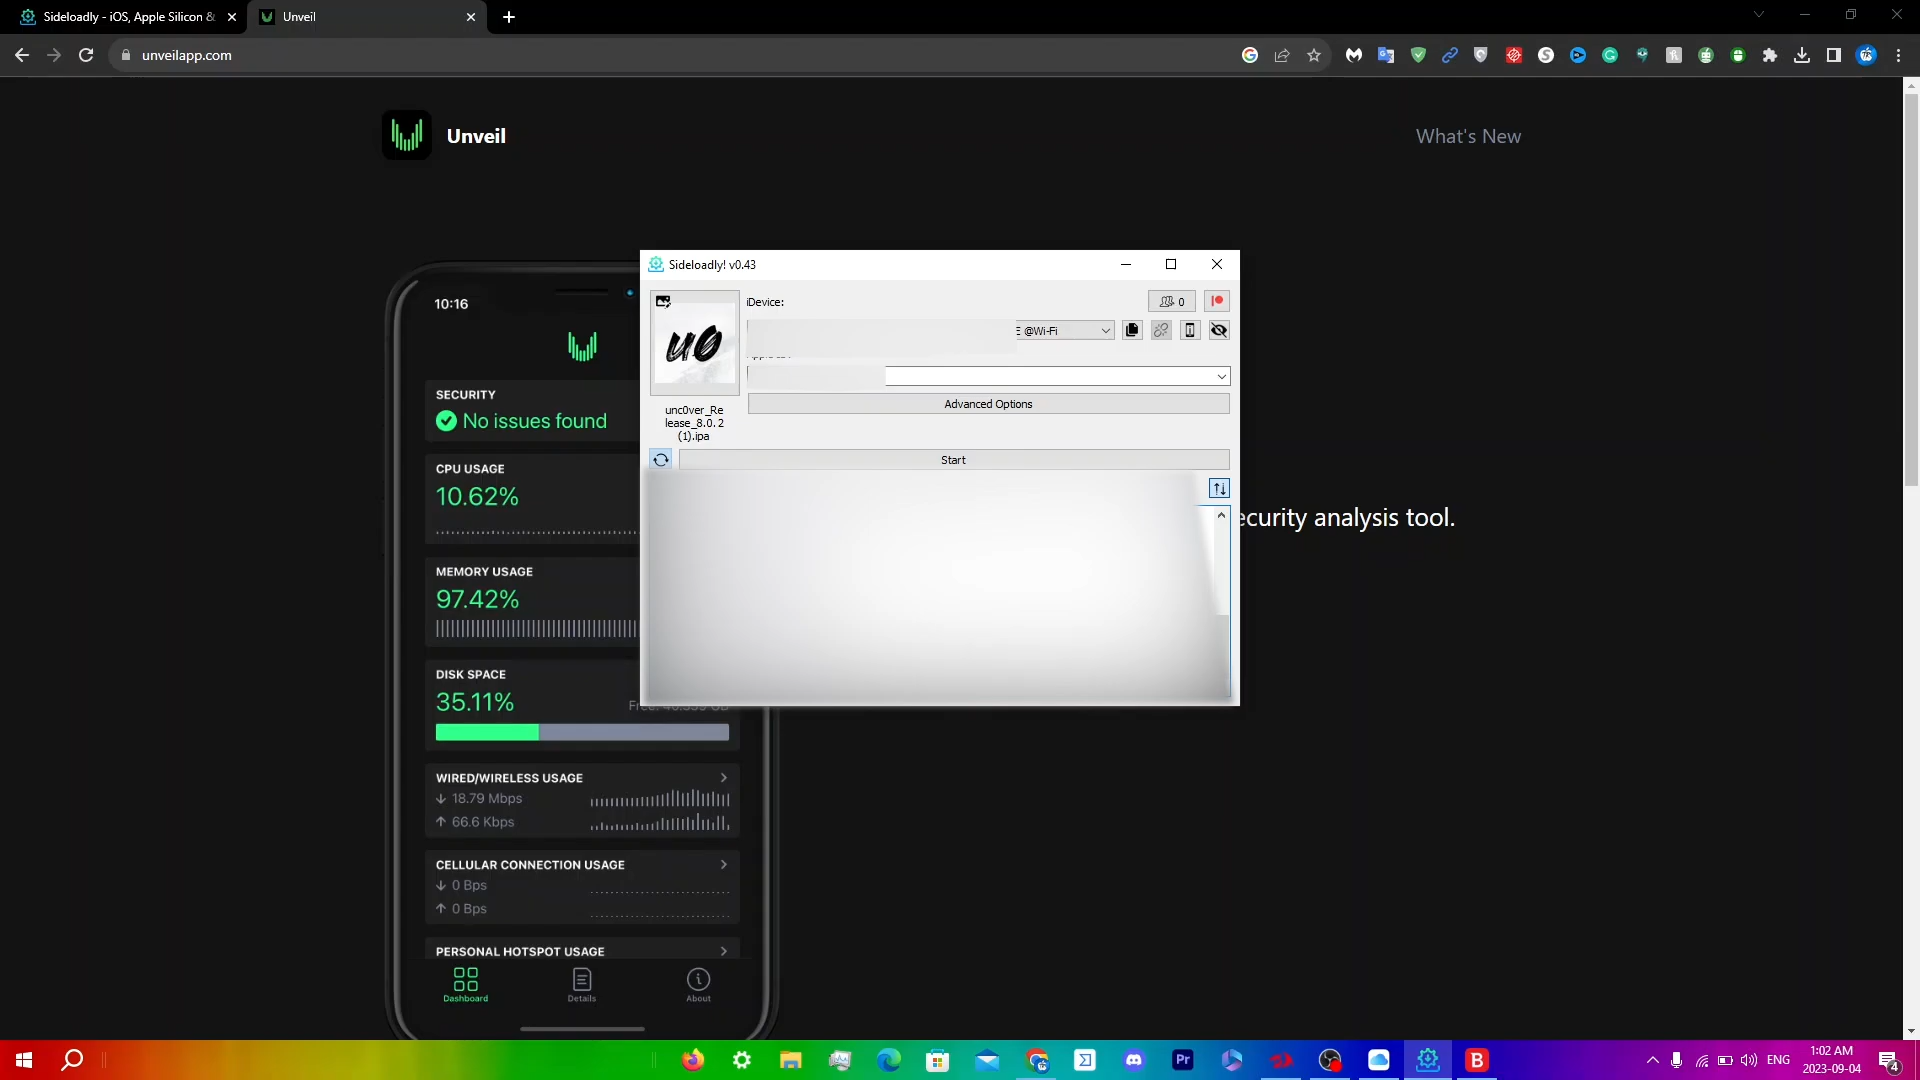 Sideloadly - iOS, Apple Silicon &
Unveil
unveilapp.com
Unveil
What's New
Sideloadly! v0.43
iDevice:
0
E @Wi-Fi
Advanced Options
unc0ver_Re
lease_8.0.2
(1).ipa
Start
ecurity analysis tool.
10:16
SECURITY
No issues found
CPU USAGE
10.62%
MEMORY USAGE
97.42%
DISK SPACE
35.11%
WIRED/WIRELESS USAGE
18.79 Mbps
66.6 Kbps
CELLULAR CONNECTION USAGE
0 Bps
0 Bps
PERSONAL HOTSPOT USAGE
Dashboard
Details
About
ENG
1:02 AM
2023-09-04
4